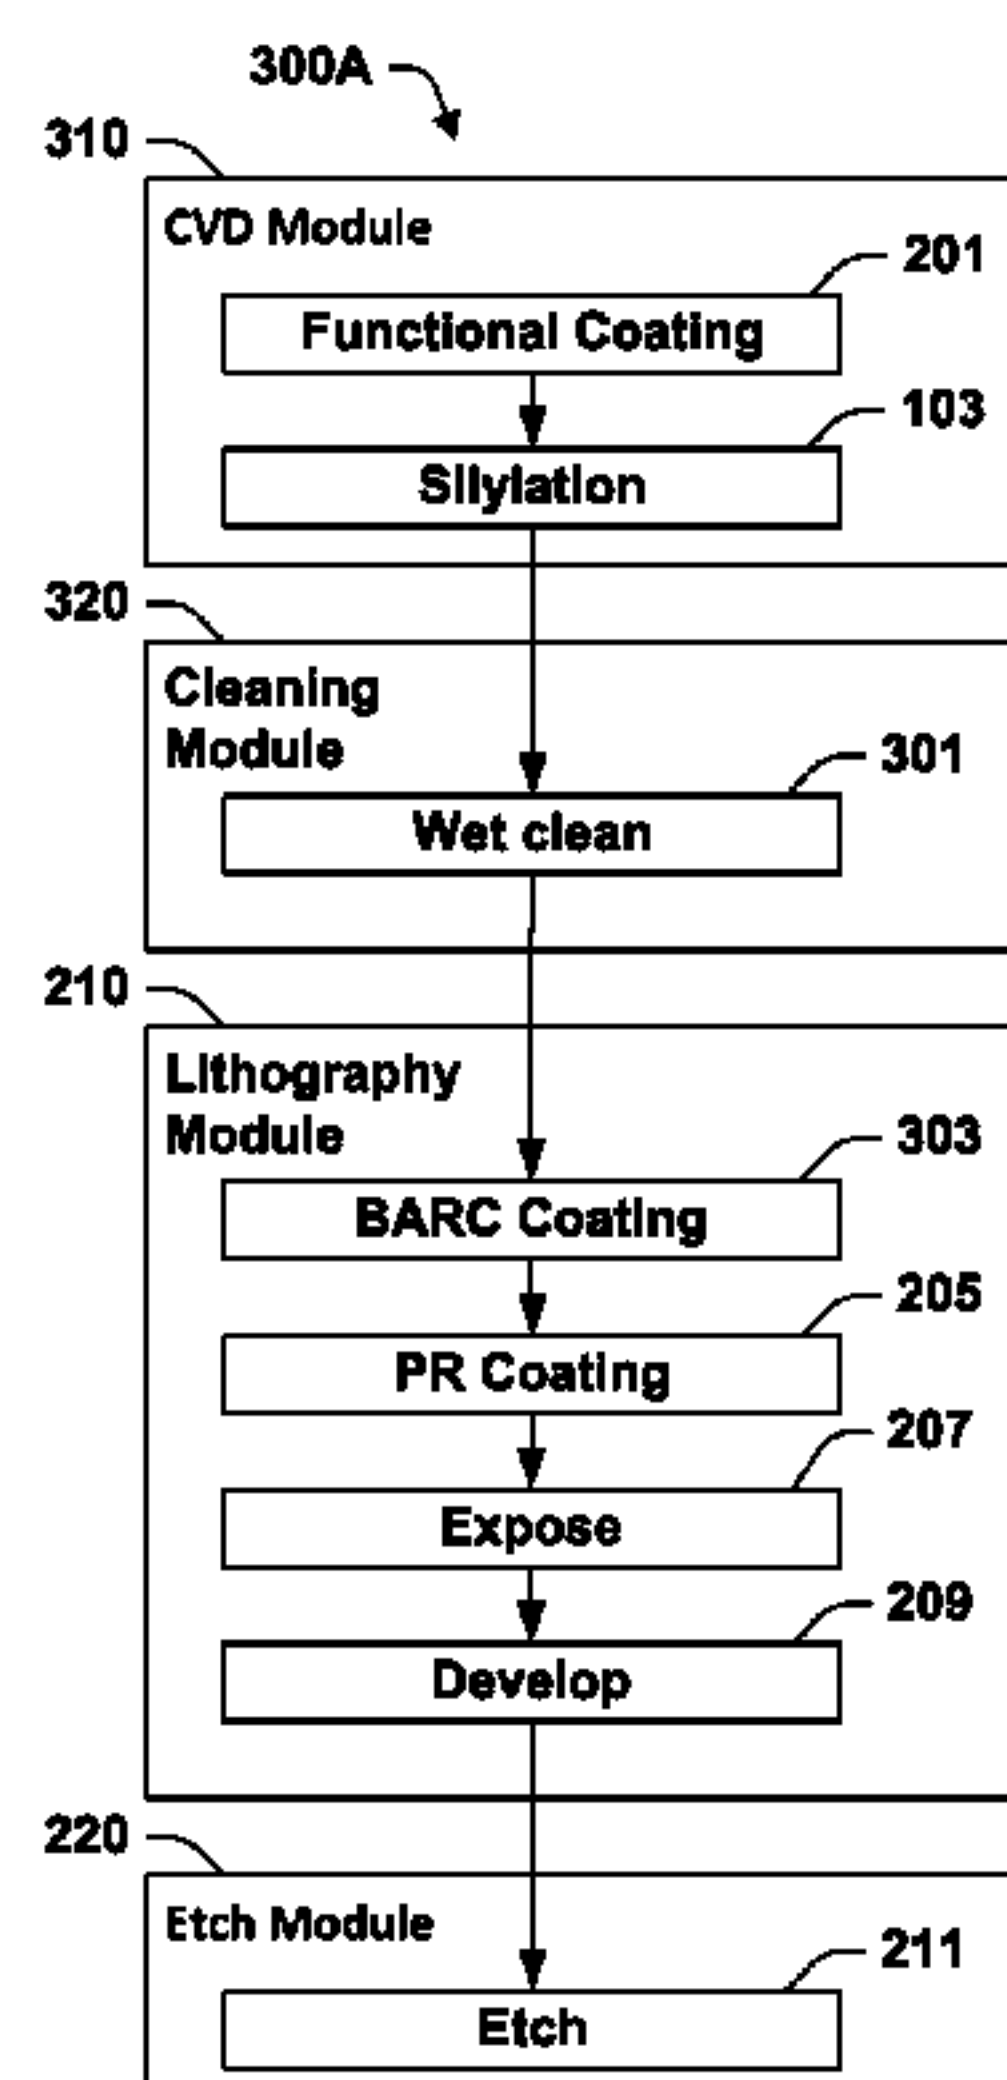 300A
310
CVD Module
201
Functional Coating
103
Silylation
320
Cleaning
Module
301
Wet clean
210
Lithography
Module
303
BARC Coating
205
PR Coating
207
Expose
209
Develop
220
Etch Module
211
Etch